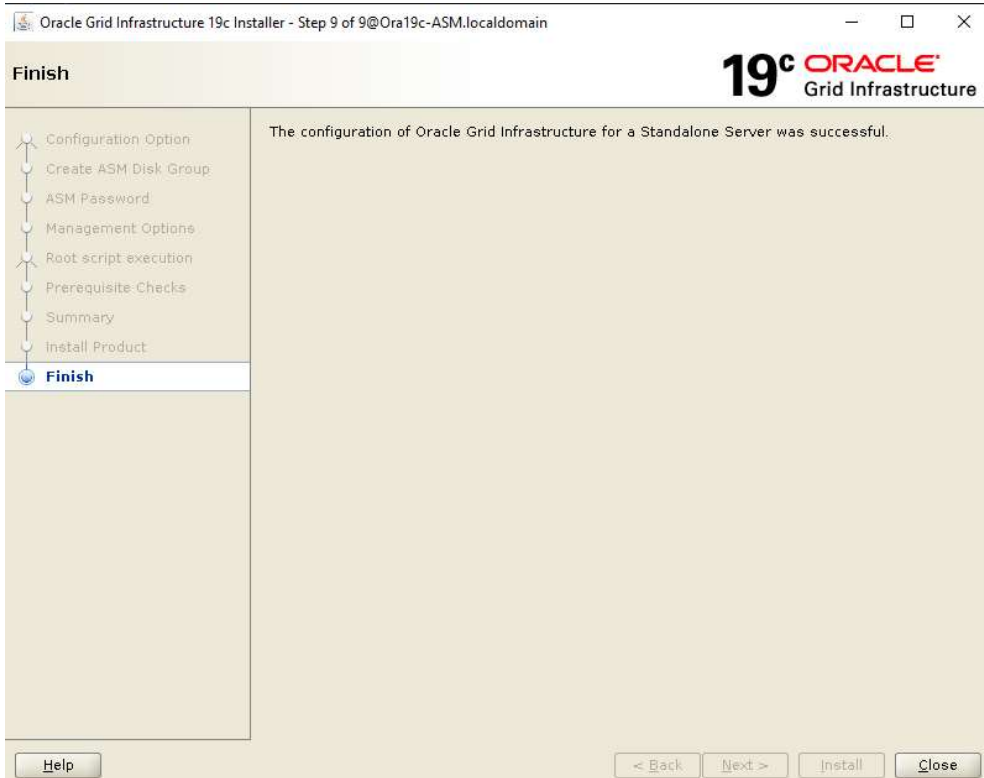 Oracle Grid Infrastructure 19c Installer - Step 9 of 9@Ora19c-ASM.localdomain
Finish
19c ORACLE
Grid Infrastructure
Configuration Option
Create ASM Disk Group
ASM Password
Management Options
Root script execution
Prerequisite Checks
Summary
Install Product
Finish
The configuration of Oracle Grid Infrastructure for a Standalone Server was successful.
Help
< Back
Next >
Install
Close